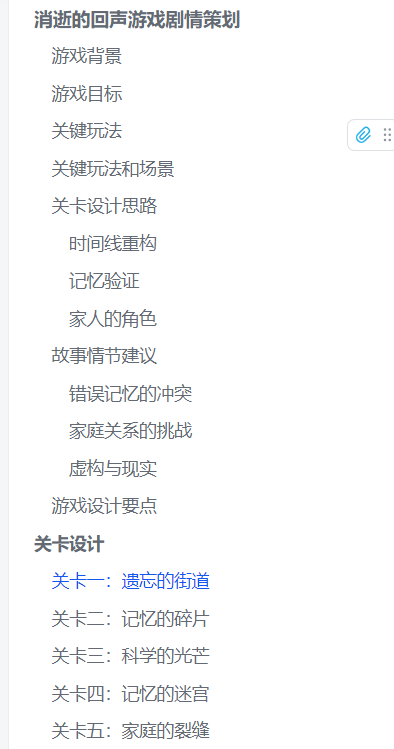 消逝的回声游戏剧情策划
游戏背景
游戏目标
关键玩法
关键玩法和场景
关卡设计思路
时间线重构
记忆验证
家人的角色
故事情节建议
错误记忆的冲突
家庭关系的挑战
虚构与现实
游戏设计要点
关卡设计
关卡一：遗忘的街道
关卡二：记忆的碎片
关卡三：科学的光芒
关卡四：记忆的迷宫
关卡五：家庭的裂缝